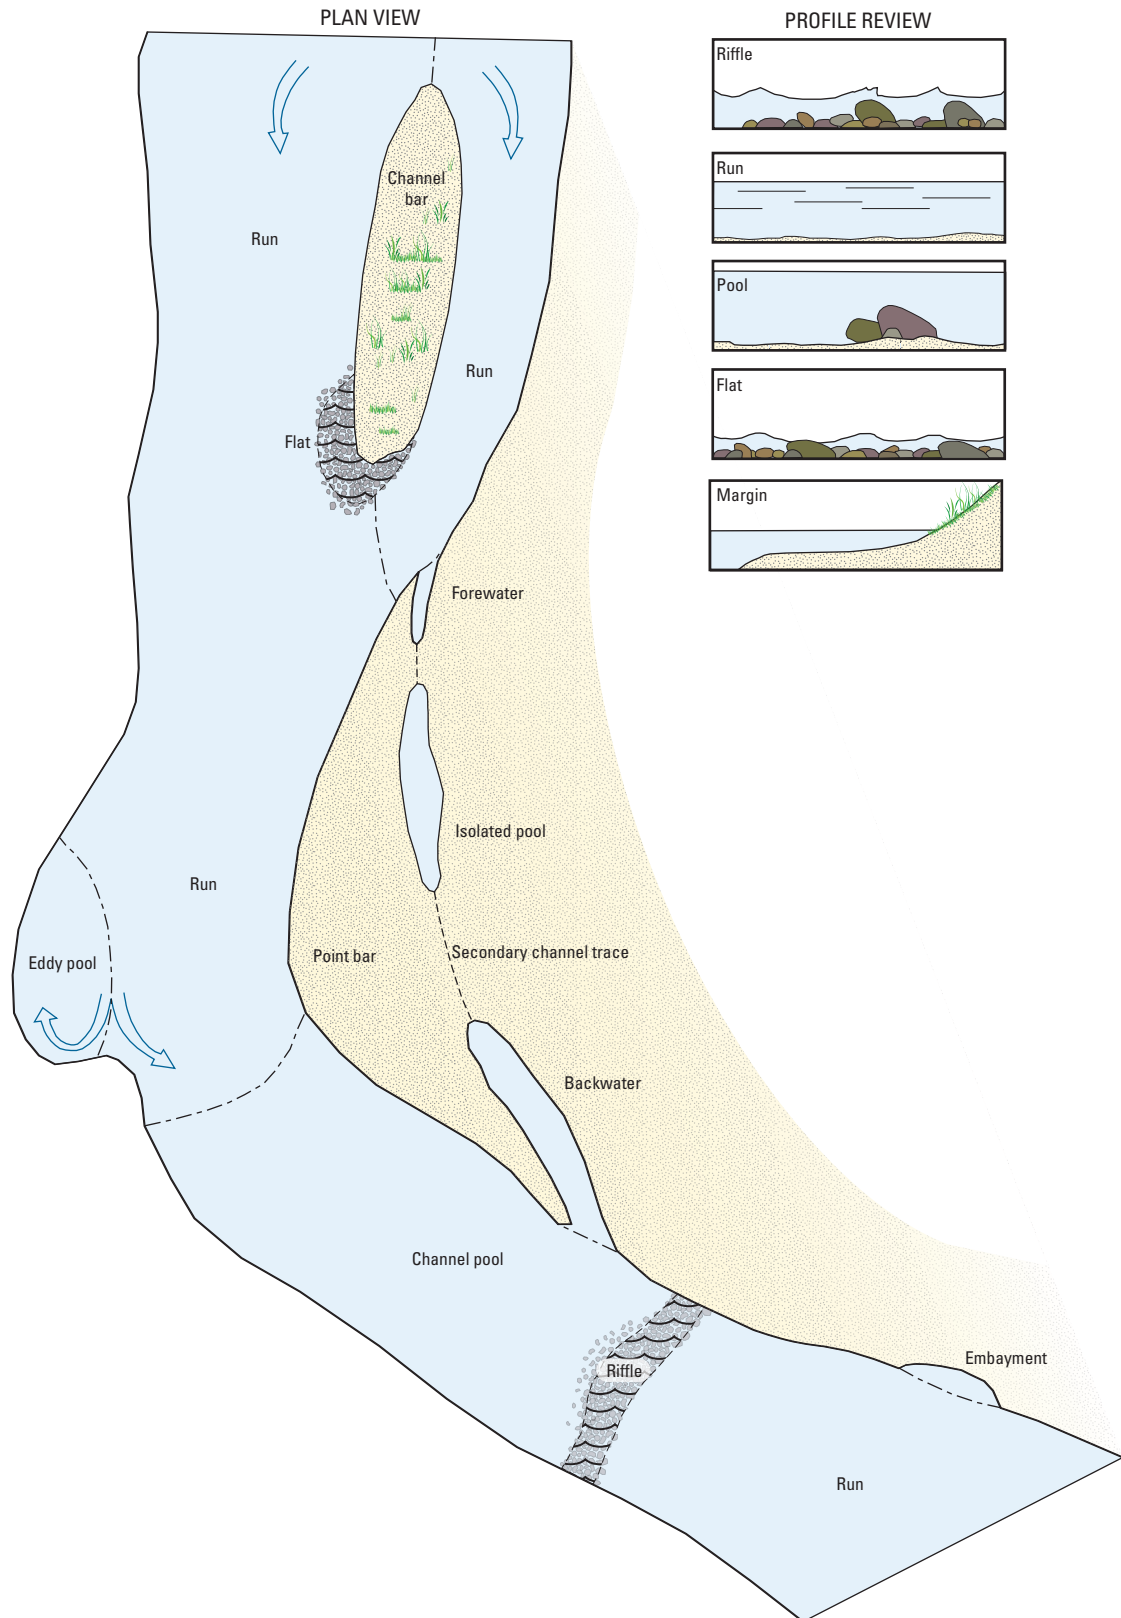 PLAN VIEW
PROFILE REVIEW
Riffle
Run
Pool
Flat
Margin
Channel
bar
Run
Run
Flat
Forewater
Isolated pool
Run
Point bar
Secondary channel trace
Eddy pool
Backwater
Channel pool
Riffle
Embayment
Run